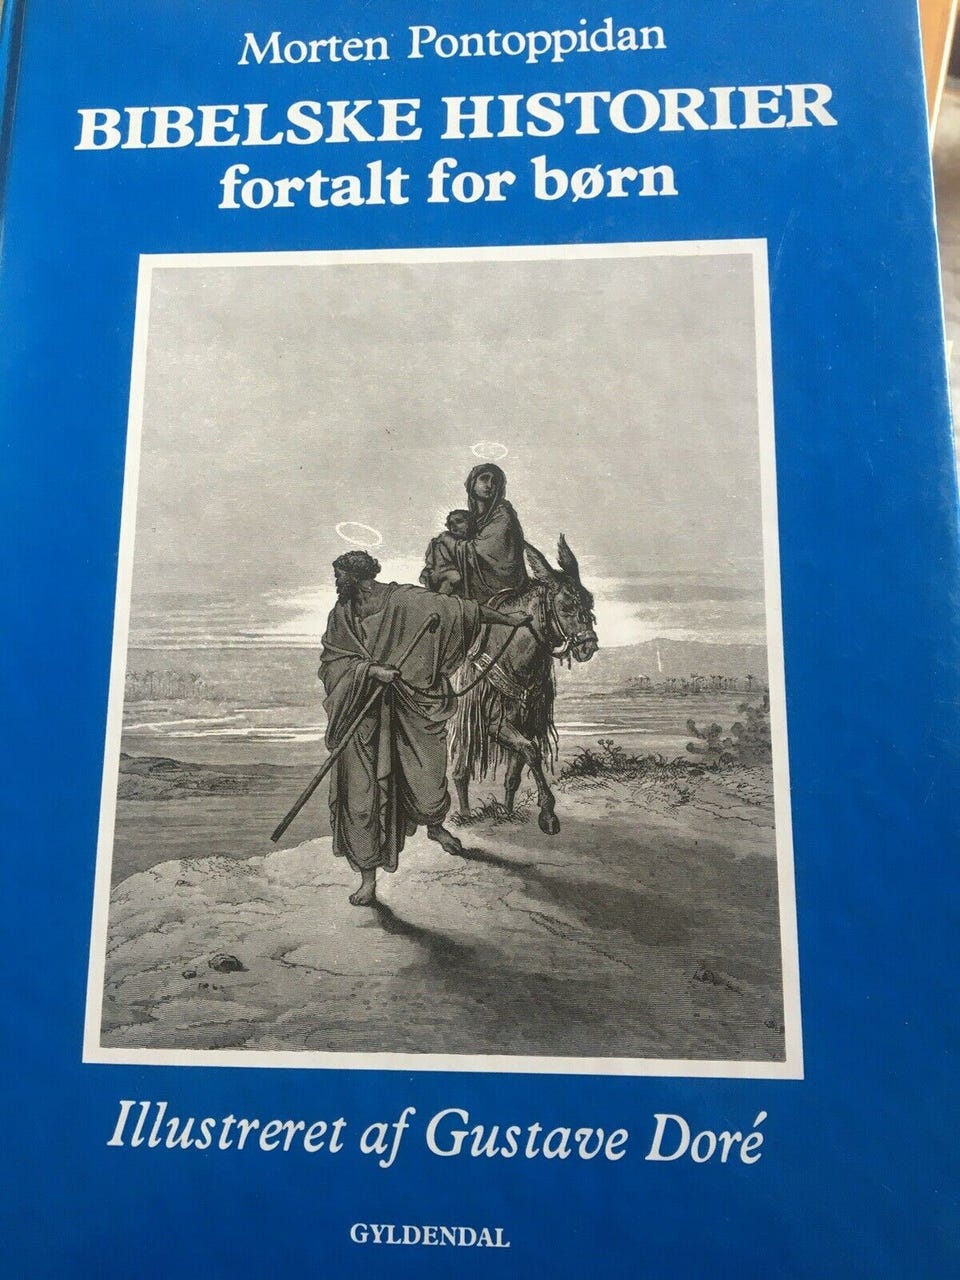 Morten Pontoppidan
BIBELSKE HISTORIER
fortalt for børn
Illustreret af Gustave Doré
GYLDENDAL